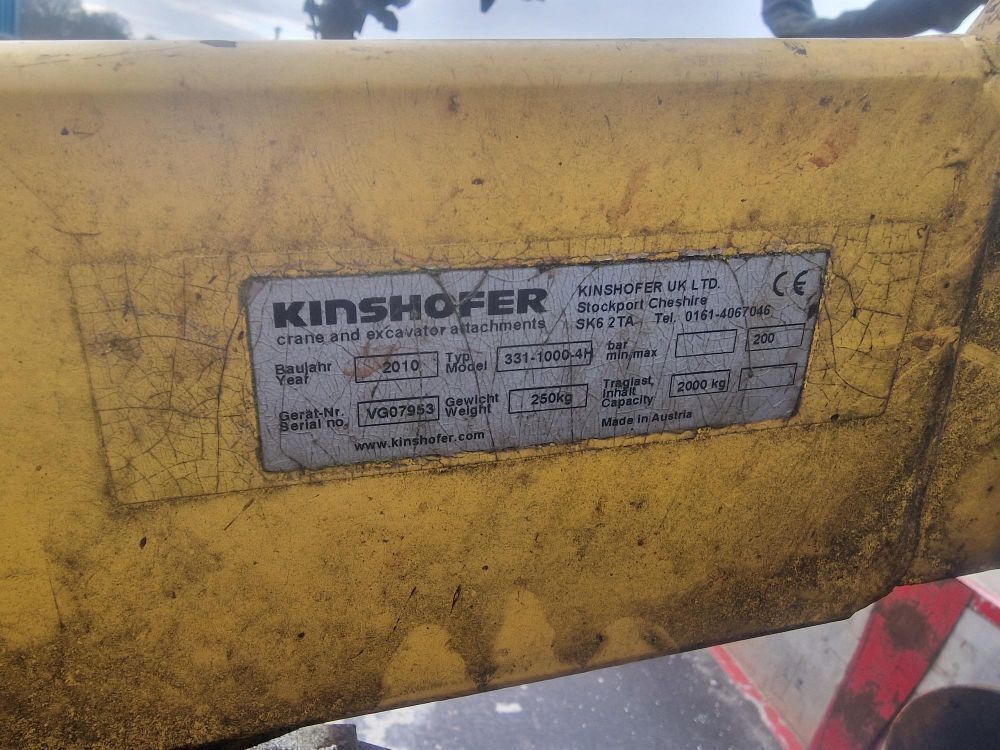 KINSHOFER
crane and excavator attachments
KINSHOFER UK LTD.
Stockport Cheshire
SK6 2TA Tel. 0161-4067046
CE
Baujahr
Year
2010
Typ
Model
331-1000-4H
bar
min,max
200
Gerät-Nr.
Serial no.
VG07953
Gewicht
Weight
250kg
Traglast,
Inhalt
Capacity
2000 kg
www.kinshofer.com
Made in Austria